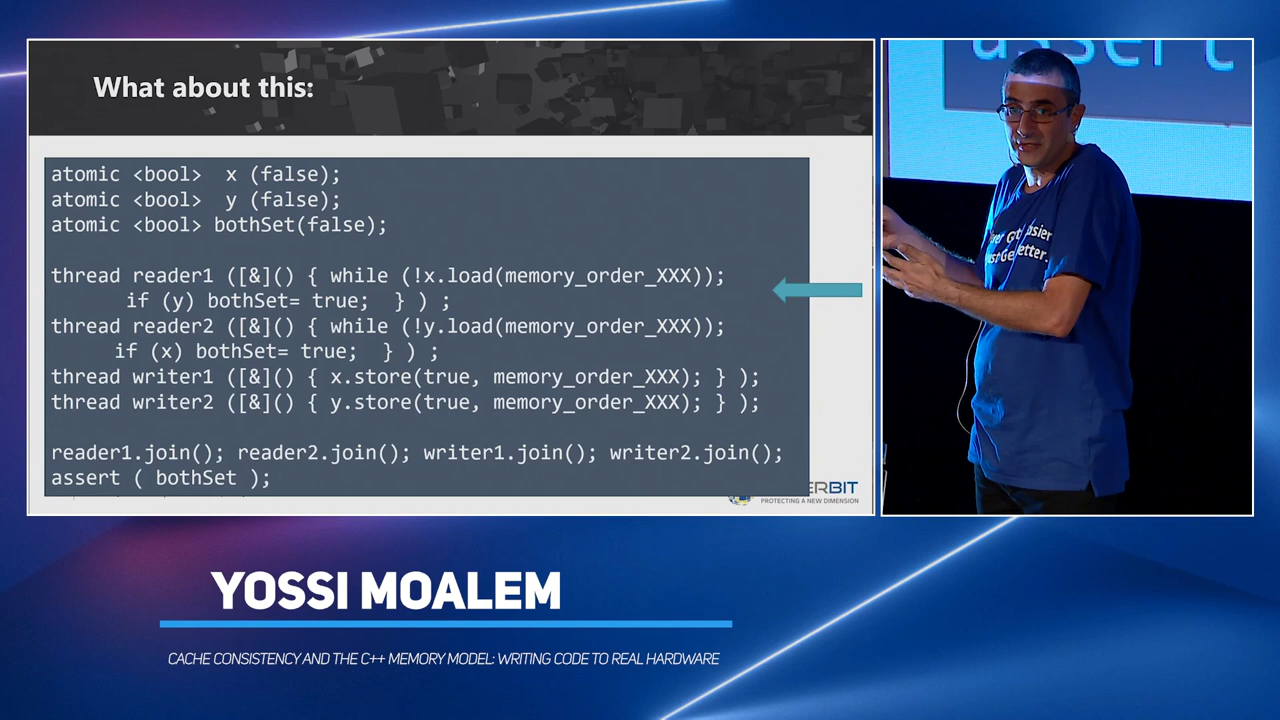 What about this:
atomic <bool>  x (false);
atomic <bool>  y (false);
atomic <bool> bothSet(false);
thread reader1 ([&]() { while (!x.load(memory_order_XXX));
if (y) bothSet= true;  } ) ;
thread reader2 ([&]() { while (!y.load(memory_order_XXX));
if (x) bothSet= true;  } ) ;
thread writer1 ([&]() { x.store(true, memory_order_XXX); } );
thread writer2 ([&]() { y.store(true, memory_order_XXX); } );
reader1.join(); reader2.join(); writer1.join(); writer2.join();
assert ( bothSet );
ERBIT
PROTECTING A NEW DIMENSION
assert
YOSSI MOALEM
CACHE CONSISTENCY AND THE C++ MEMORY MODEL: WRITING CODE TO REAL HARDWARE